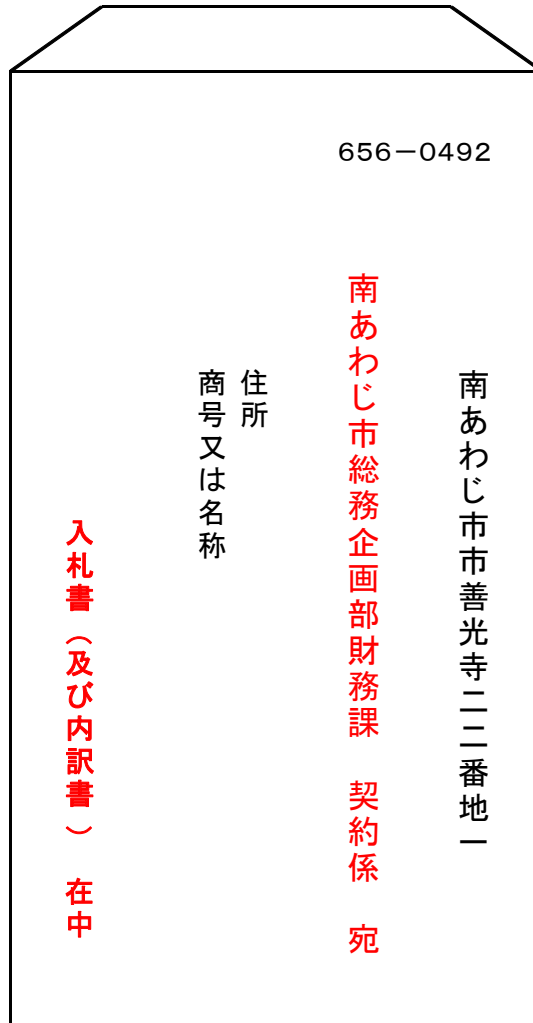 656－0492
南あわじ市市善光寺二二番地一
南あわじ市総務企画部財務課　契約係　宛
住所
商号又は名称
入札書（及び内訳書）　在中